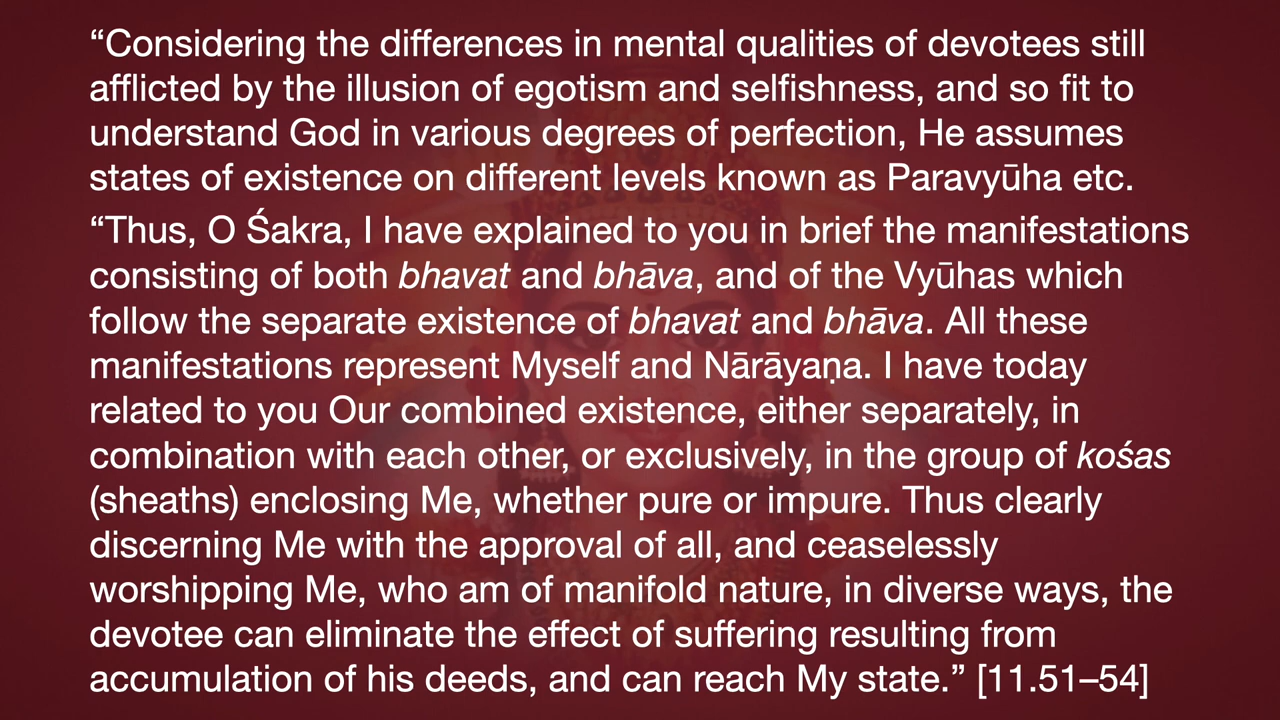 “Considering the differences in mental qualities of devotees still
afflicted by the illusion of egotism and selfishness, and so fit to
understand God in various degrees of perfection, He assumes
states of existence on different levels known as Paravyūha etc.
“Thus, O Śakra, I have explained to you in brief the manifestations
consisting of both bhavat and bhāva, and of the Vyūhas which
follow the separate existence of bhavat and bhāva. All these
manifestations represent Myself and Nārāyaṇa. I have today
related to you Our combined existence, either separately, in
combination with each other, or exclusively, in the group of kośas
(sheaths) enclosing Me, whether pure or impure. Thus clearly
discerning Me with the approval of all, and ceaselessly
worshipping Me, who am of manifold nature, in diverse ways, the
devotee can eliminate the effect of suffering resulting from
accumulation of his deeds, and can reach My state.” [11.51–54]